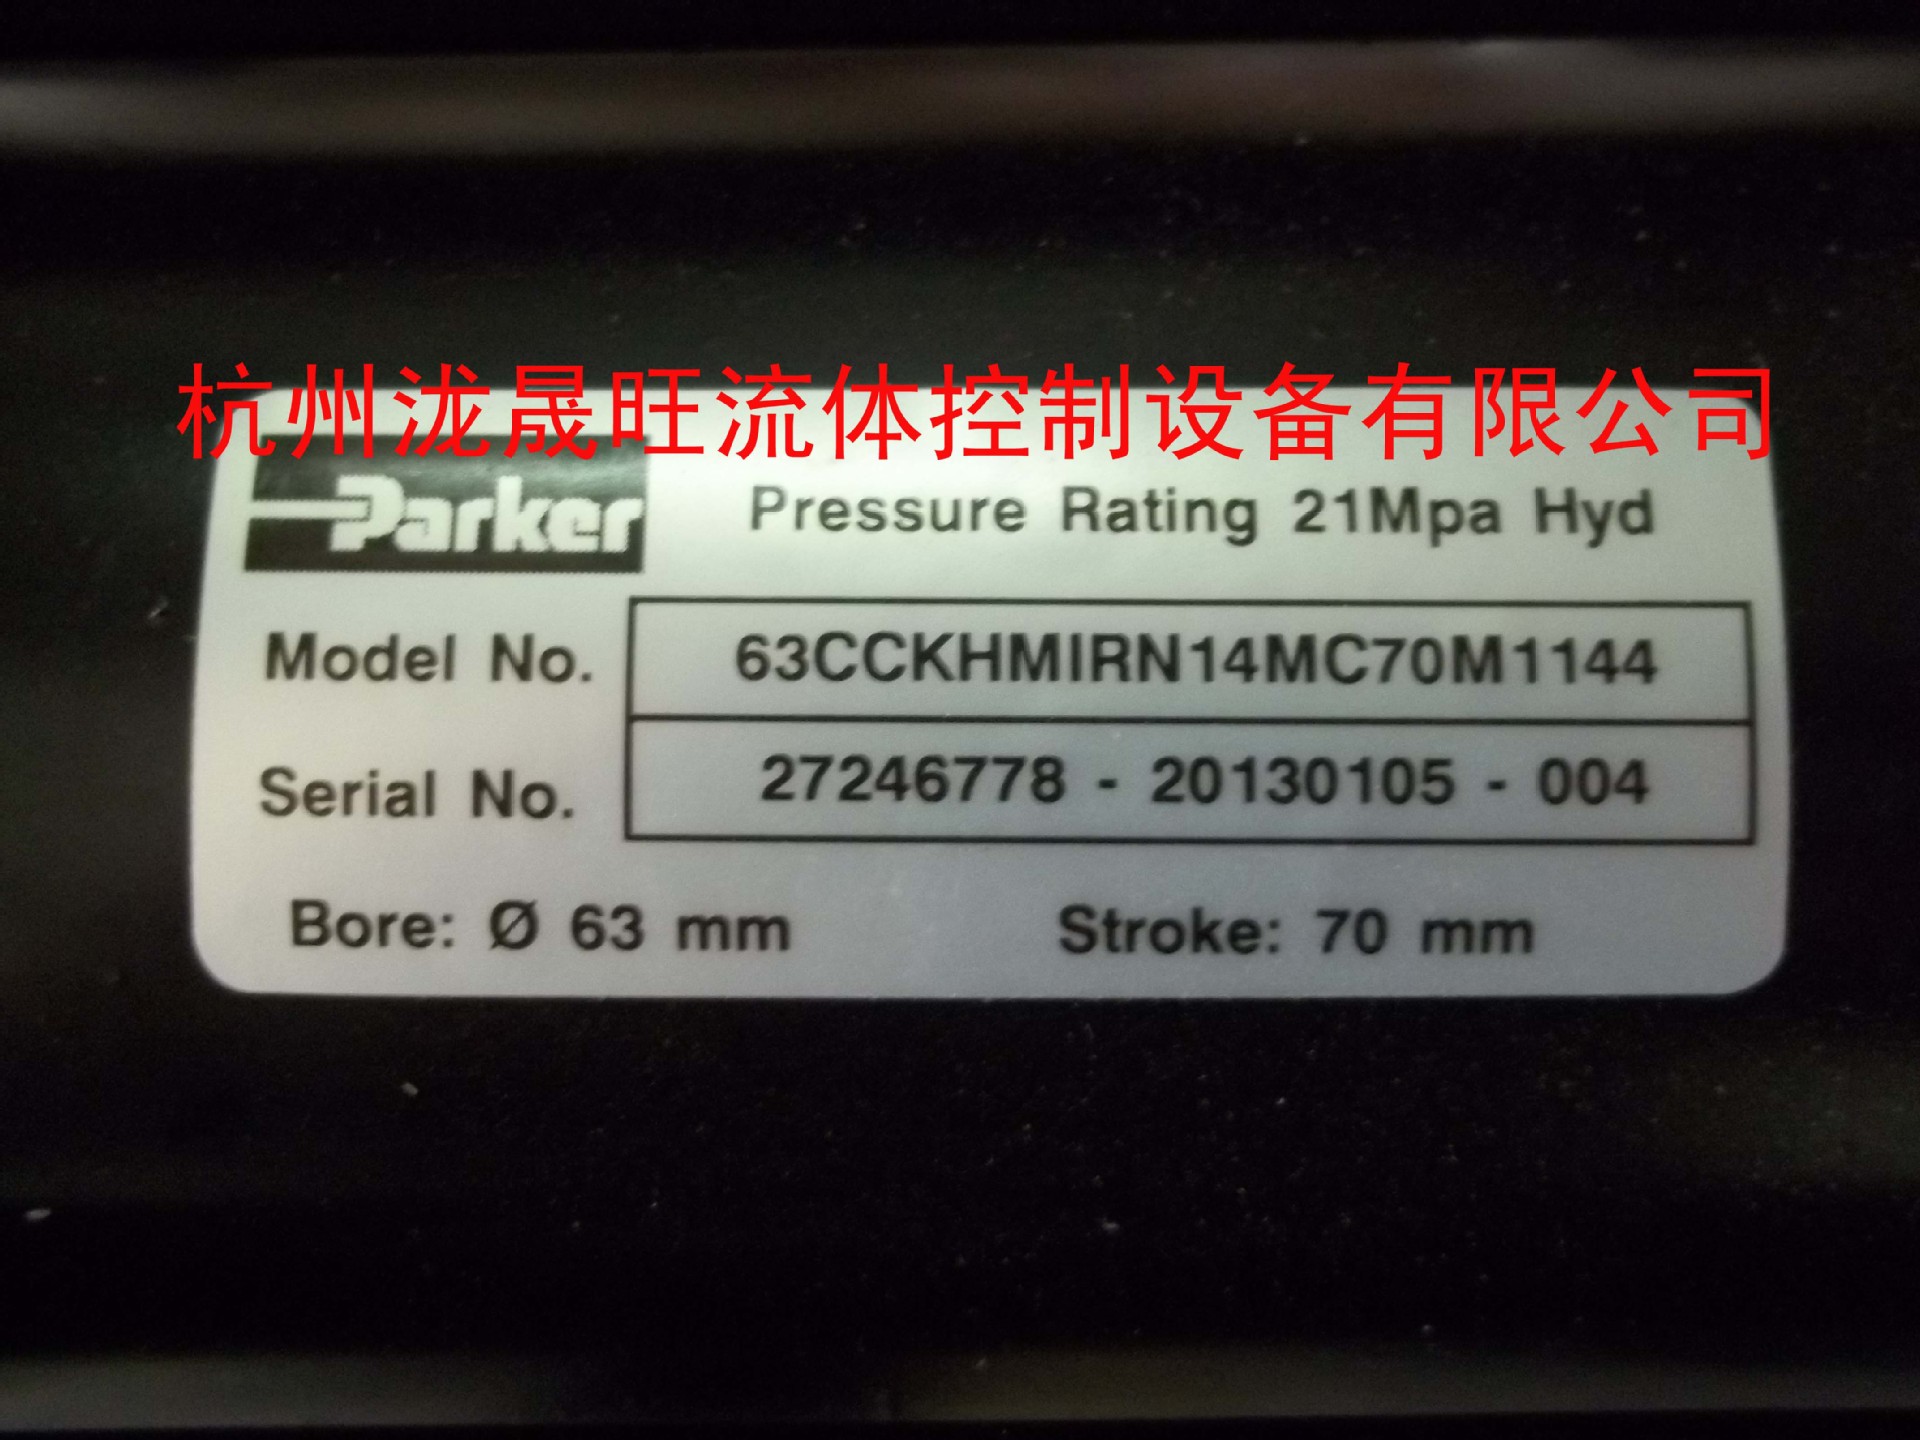 杭州泷晟旺流体控制设备有限公司
Parker
Pressure Rating 21Mpa Hyd
Model No. 63CCKHMIRN14MC70M1144
Serial No. 27246778 - 20130105 - 004
Bore: Ø 63 mm Stroke: 70 mm